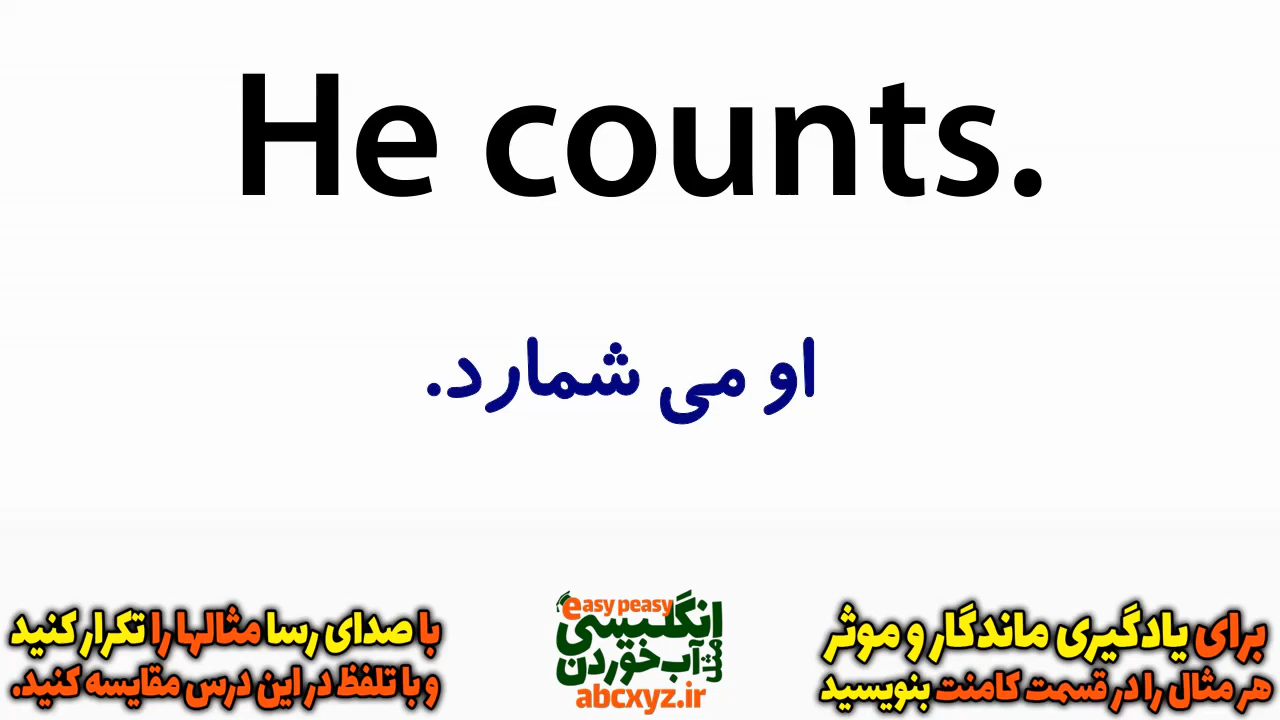 He counts.
او می شمارد.
برای یادگیری ماندگار و موثر
هر مثال را در قسمت کامنت بنویسید
easy peasy
انگلیسی
مثل آب خوردن
abcxyz.ir
با صدای رسا مثالها را تکرار کنید
و با تلفظ در این درس مقایسه کنید.